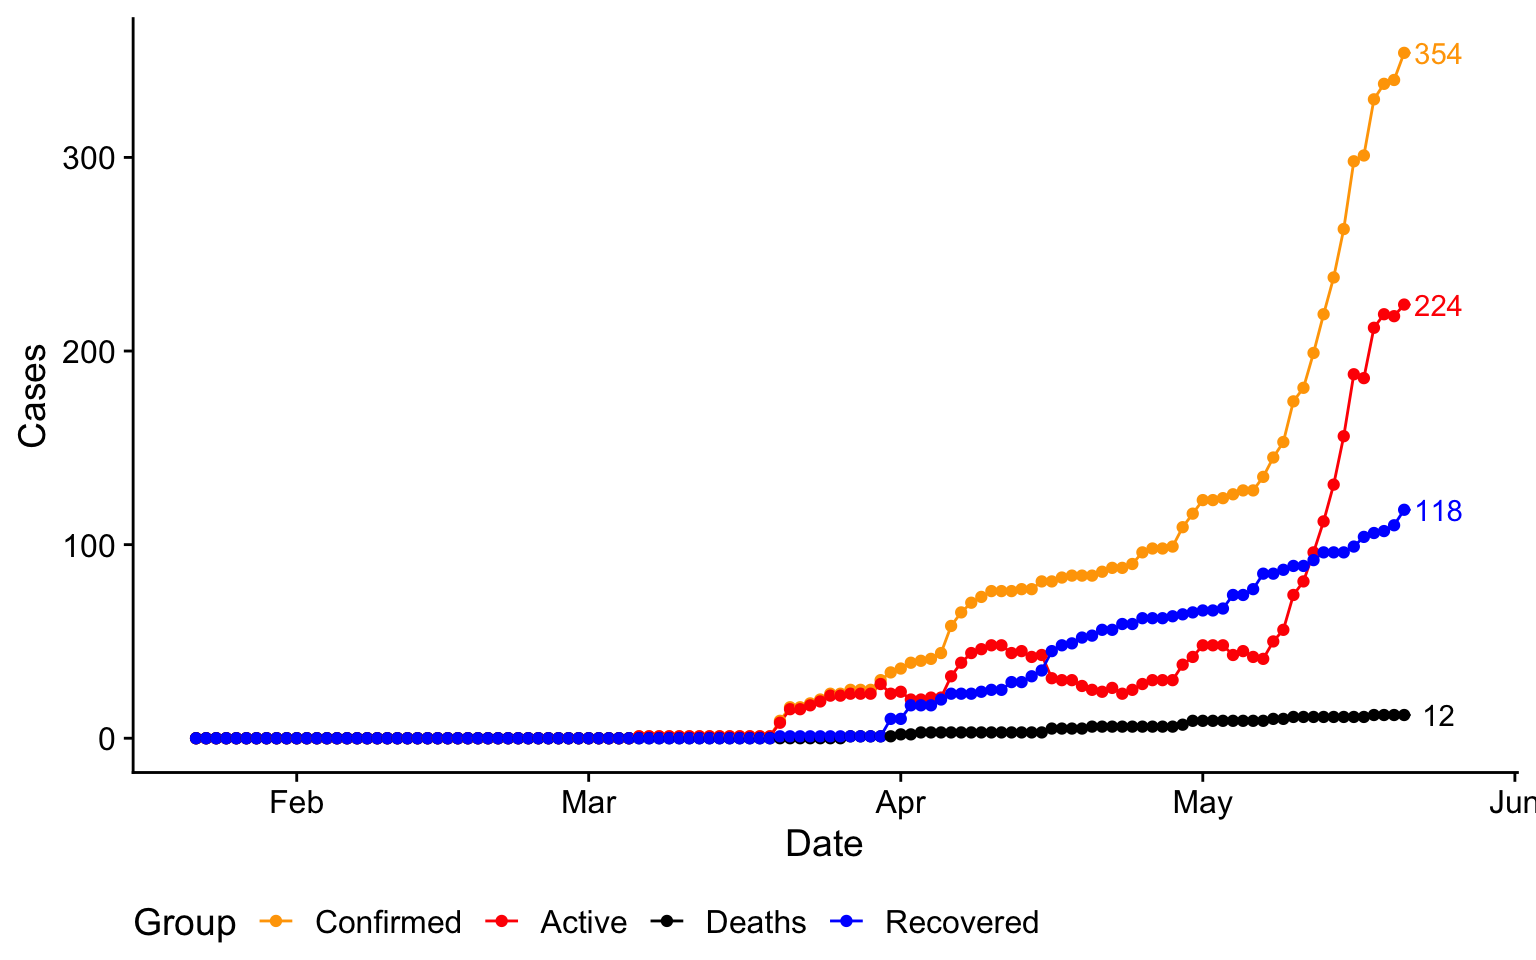 354
300
224
200
Cases
118
100
12
0
Feb Mar Apr May Jun
Date
Group Confirmed Active Deaths Recovered